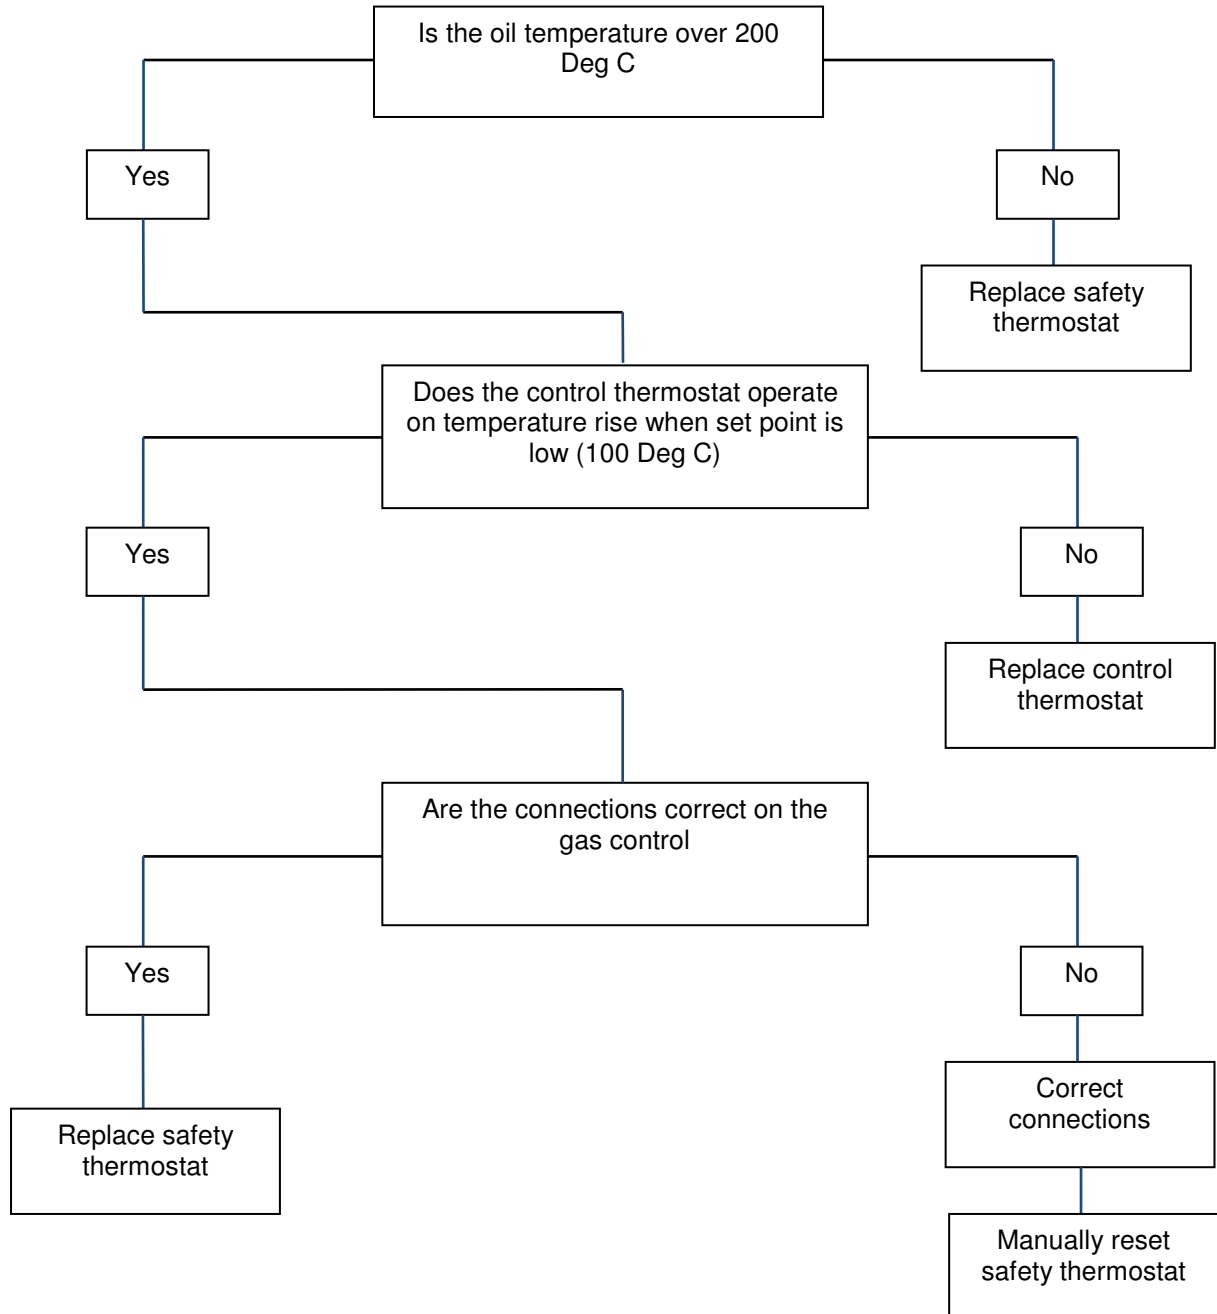 Is the oil temperature over 200
Deg C
Yes
No
Replace safety
thermostat
Does the control thermostat operate
on temperature rise when set point is
low (100 Deg C)
Yes
No
Replace control
thermostat
Are the connections correct on the
gas control
Yes
No
Correct
connections
Replace safety
thermostat
Manually reset
safety thermostat